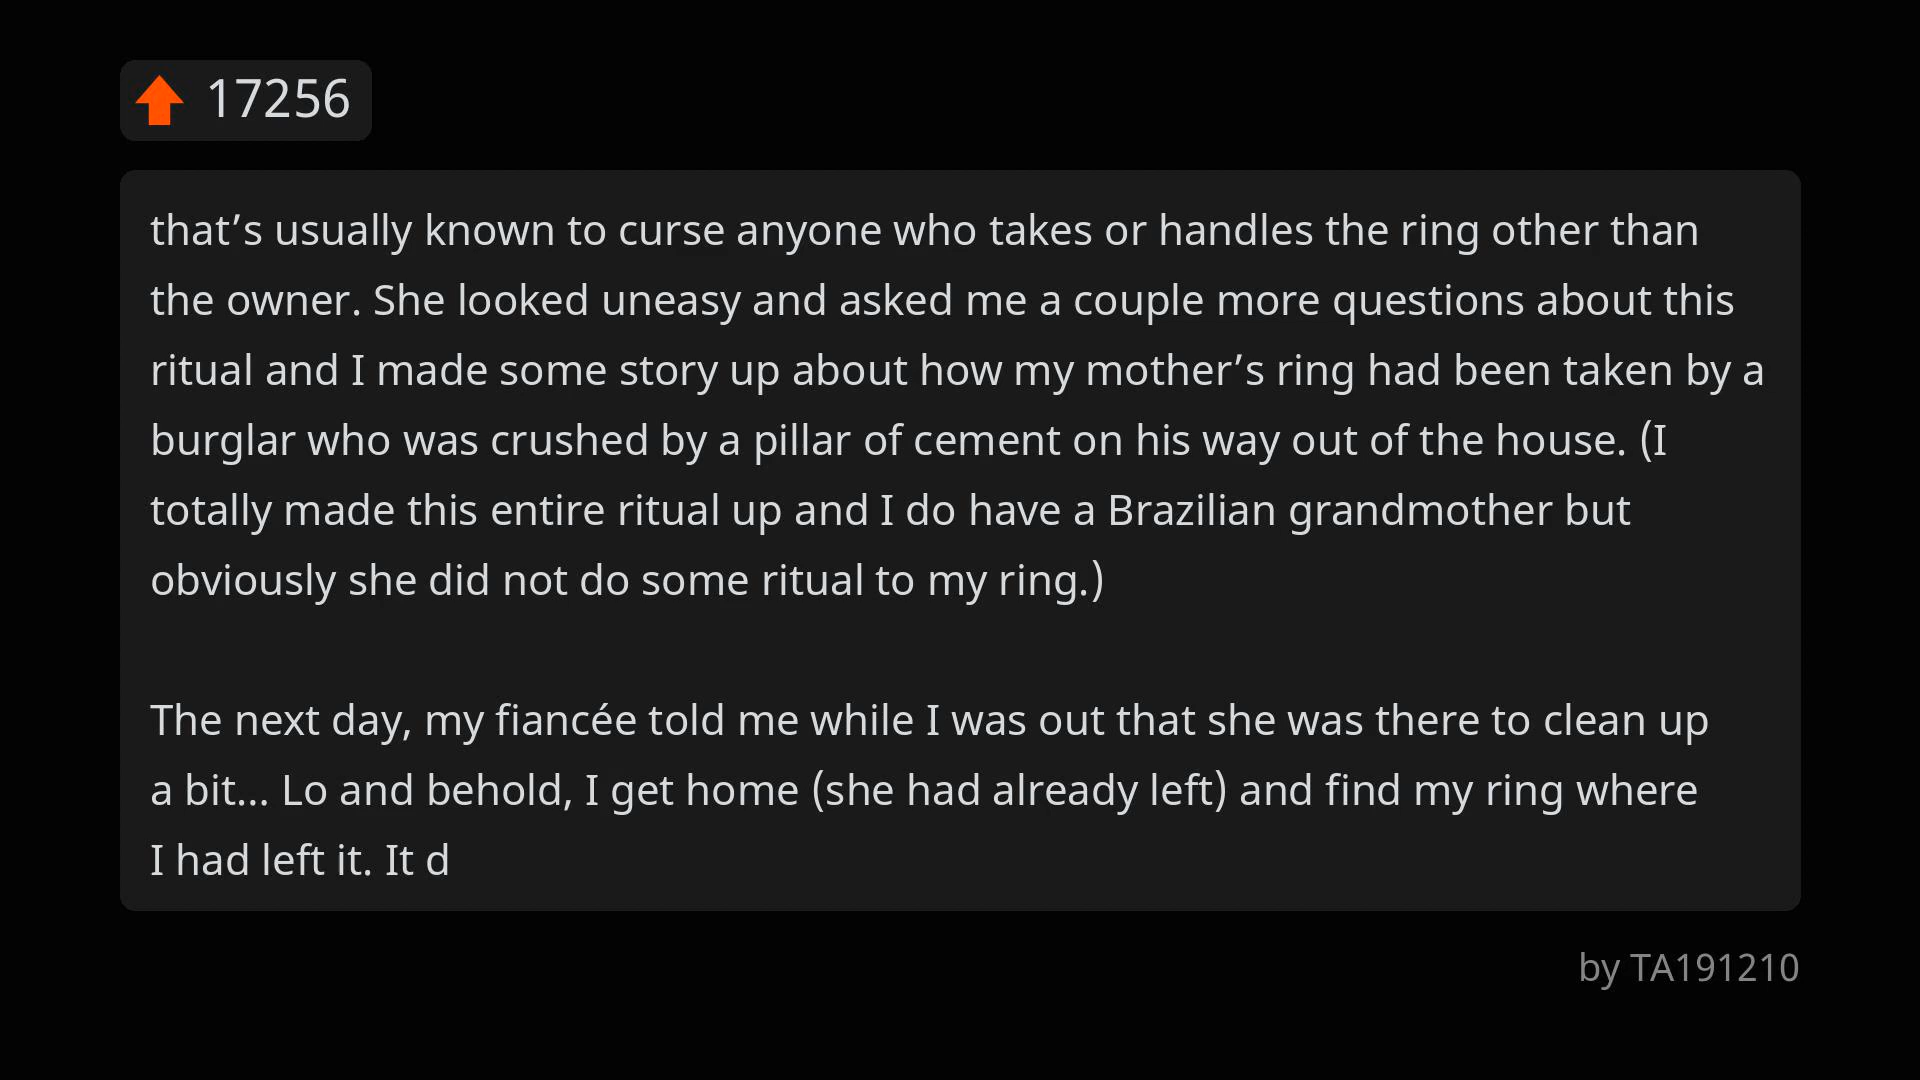 17256
that’s usually known to curse anyone who takes or handles the ring other than
the owner. She looked uneasy and asked me a couple more questions about this
ritual and I made some story up about how my mother’s ring had been taken by a
burglar who was crushed by a pillar of cement on his way out of the house. (I
totally made this entire ritual up and I do have a Brazilian grandmother but
obviously she did not do some ritual to my ring.)
The next day, my fiancée told me while I was out that she was there to clean up
a bit... Lo and behold, I get home (she had already left) and find my ring where
I had left it. It d
by TA191210